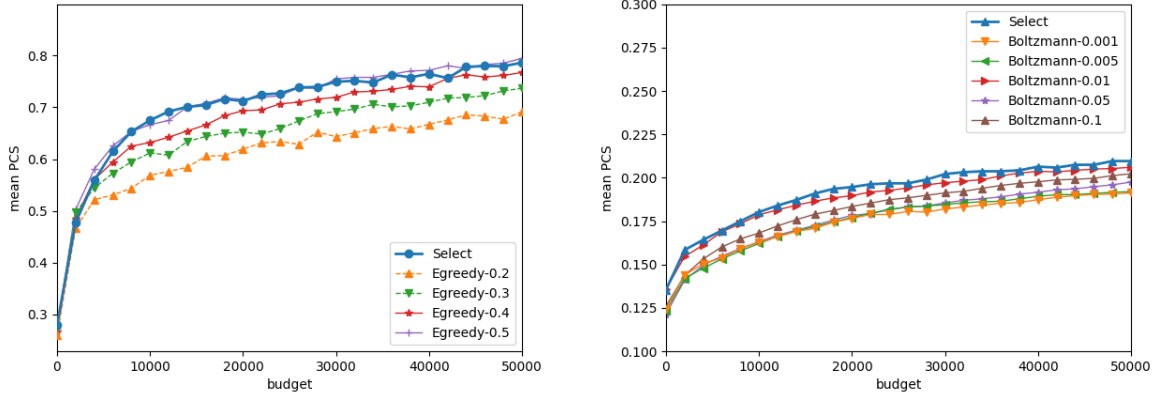 0.8
0.7
0.6
0.5
0.4
0.3
mean PCS
0 10000 20000 30000 40000 50000
budget
Select
Egreedy-0.2
Egreedy-0.3
Egreedy-0.4
Egreedy-0.5
0.300
0.275
0.250
0.225
0.200
0.175
0.150
0.125
0.100
mean PCS
0 10000 20000 30000 40000 50000
budget
Select
Boltzmann-0.001
Boltzmann-0.005
Boltzmann-0.01
Boltzmann-0.05
Boltzmann-0.1